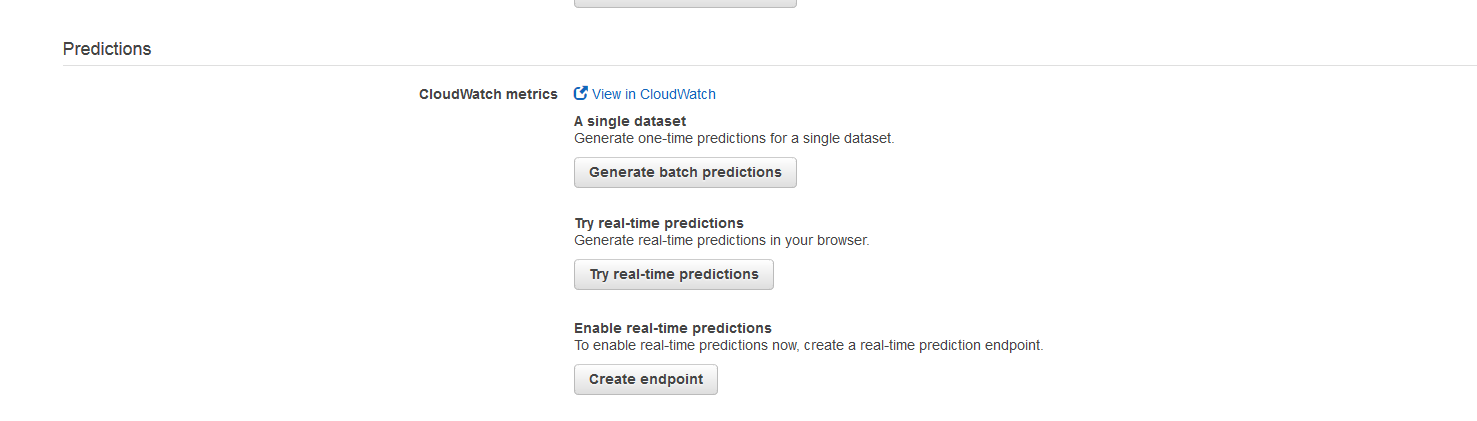 Predictions
CloudWatch metrics View in CloudWatch
A single dataset
Generate one-time predictions for a single dataset.
Generate batch predictions
Try real-time predictions
Generate real-time predictions in your browser.
Try real-time predictions
Enable real-time predictions
To enable real-time predictions now, create a real-time prediction endpoint.
Create endpoint